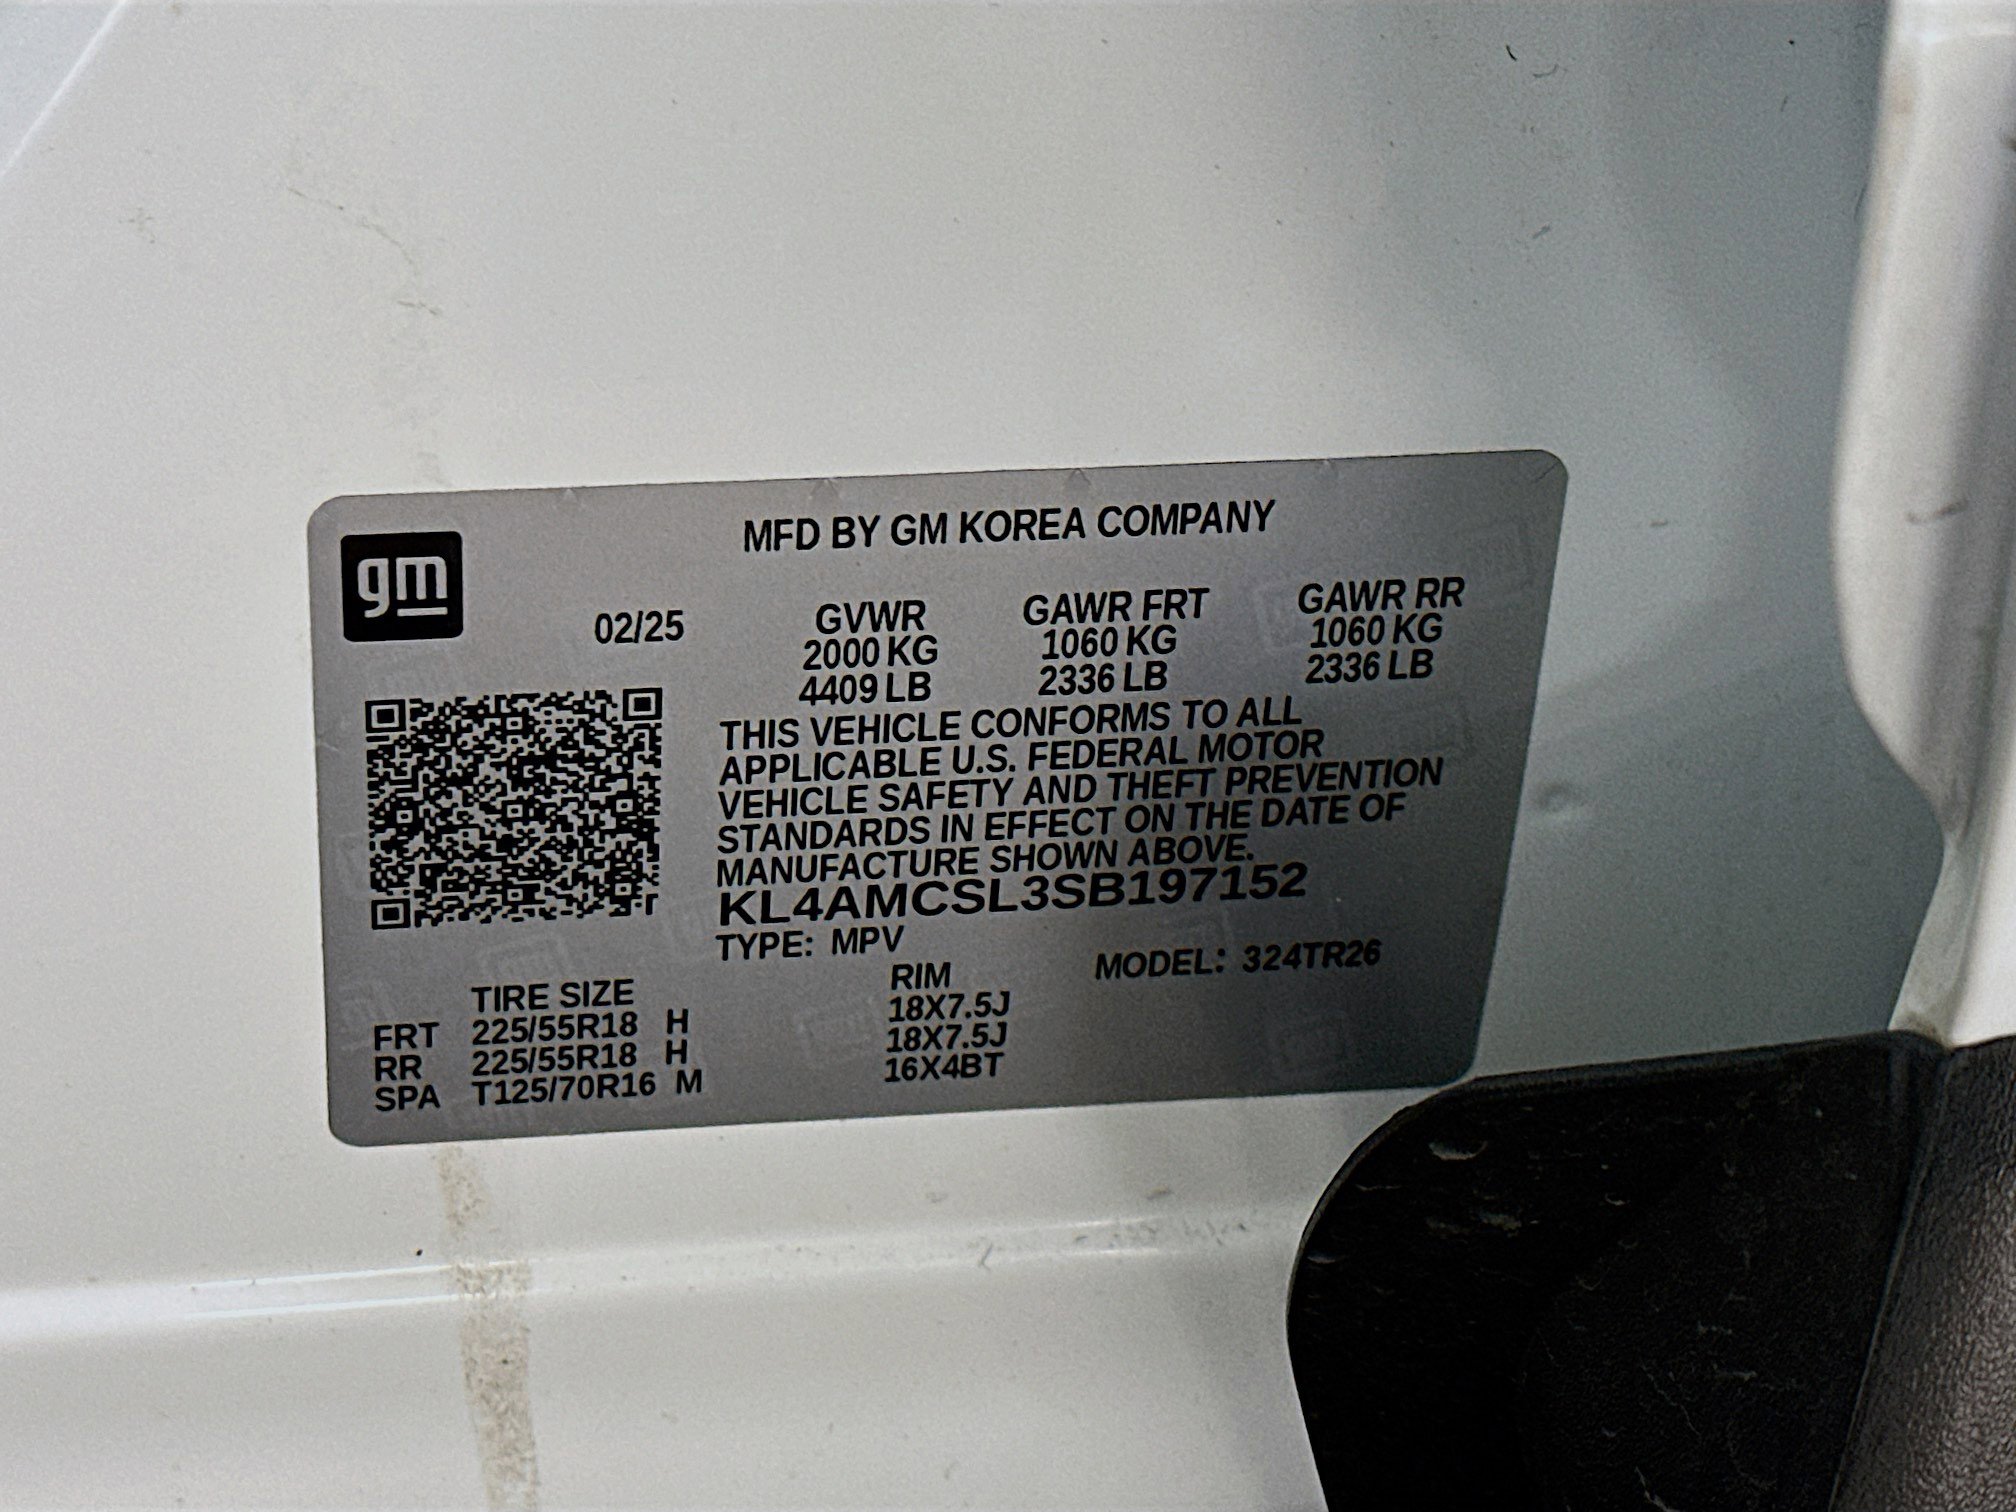 gm
MFD BY GM KOREA COMPANY
02/25
GVWR GAWR FRT GAWR RR
2000 KG 1060 KG 1060 KG
4409 LB 2336 LB 2336 LB
THIS VEHICLE CONFORMS TO ALL
APPLICABLE U.S. FEDERAL MOTOR
VEHICLE SAFETY AND THEFT PREVENTION
STANDARDS IN EFFECT ON THE DATE OF
MANUFACTURE SHOWN ABOVE.
KL4AMCSL3SB197152
TYPE: MPV MODEL: 324TR26
TIRE SIZE RIM
FRT 225/55R18 H 18X7.5J
RR 225/55R18 H 18X7.5J
SPA T125/70R16 M 16X4BT